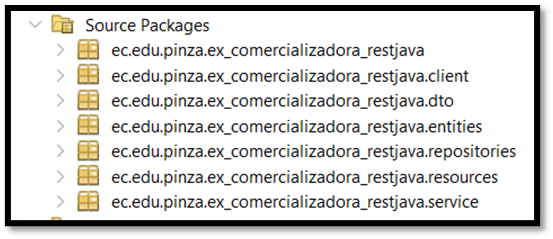 Source Packages
ec.edu.pinza.ex_comercializadora_restjava
ec.edu.pinza.ex_comercializadora_restjava.client
ec.edu.pinza.ex_comercializadora_restjava.dto
ec.edu.pinza.ex_comercializadora_restjava.entities
ec.edu.pinza.ex_comercializadora_restjava.repositories
ec.edu.pinza.ex_comercializadora_restjava.resources
ec.edu.pinza.ex_comercializadora_restjava.service